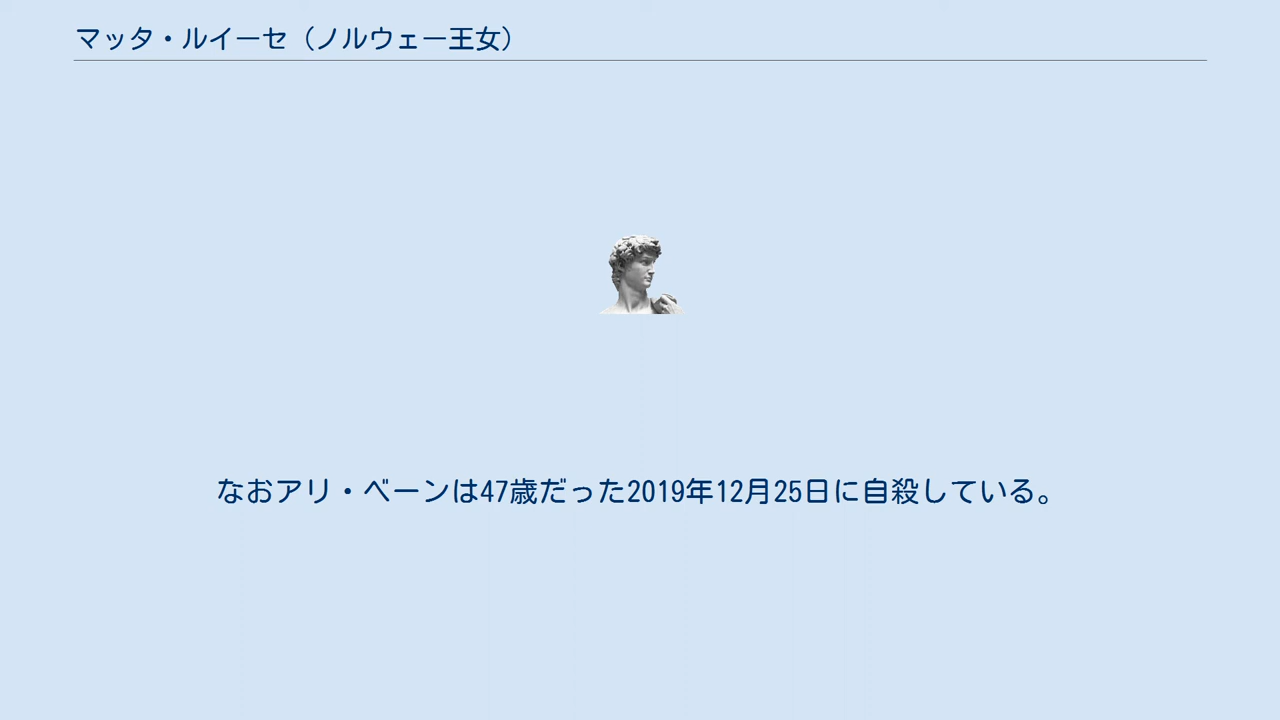 マッタ・ルイーセ（ノルウェー王女）
なおアリ・ベーンは47歳だった2019年12月25日に自殺している。